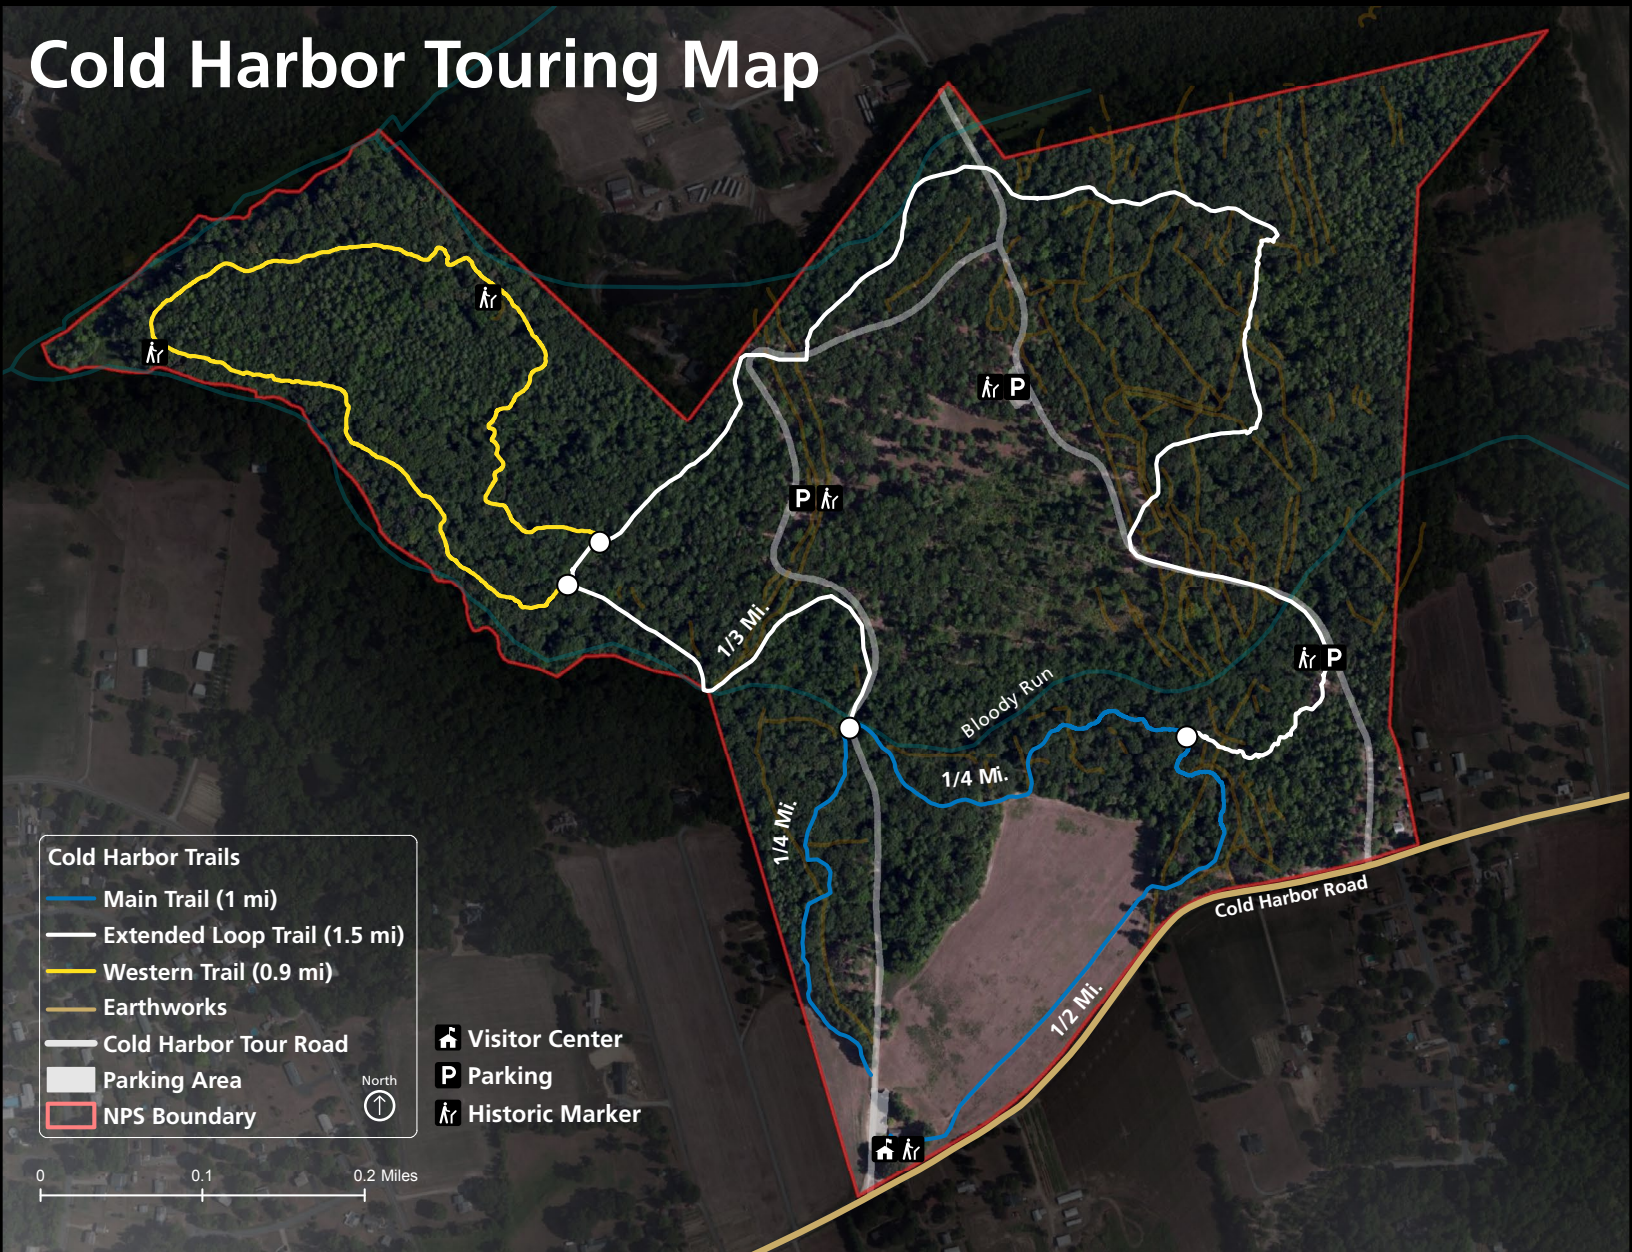 Cold Harbor Touring Map
P
P
1/3 Mi.
P
Bloody Run
1/4 Mi.
1/4 Mi.
Cold Harbor Road
1/2 Mi.
Cold Harbor Trails
Main Trail (1 mi)
Extended Loop Trail (1.5 mi)
Western Trail (0.9 mi)
Earthworks
Cold Harbor Tour Road
Parking Area
NPS Boundary
North
Visitor Center
P Parking
Historic Marker
0 0.1 0.2 Miles